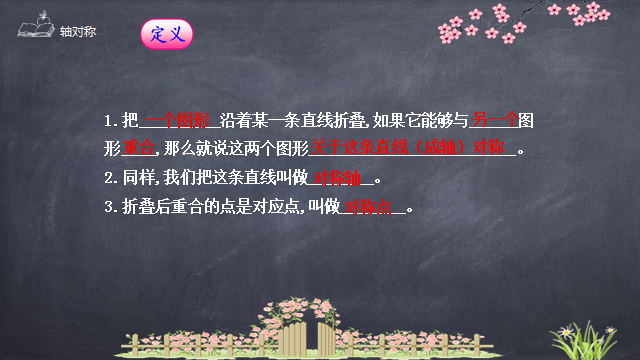 轴对称
定义
1.把 个图形 沿着某一条直线折叠,如果它能够与 另一个 图
形 重合 ,那么就说这两个图形 关于这条直线（成轴）对称 。
2.同样,我们把这条直线叫做 对称轴 。
3.折叠后重合的点是对应点,叫做 对称点 。